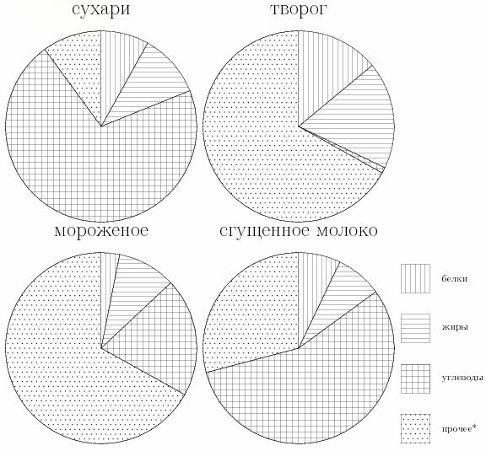 сухари
творог
мороженое
сгущенное молоко
белки
жиры
углеводы
прочее*